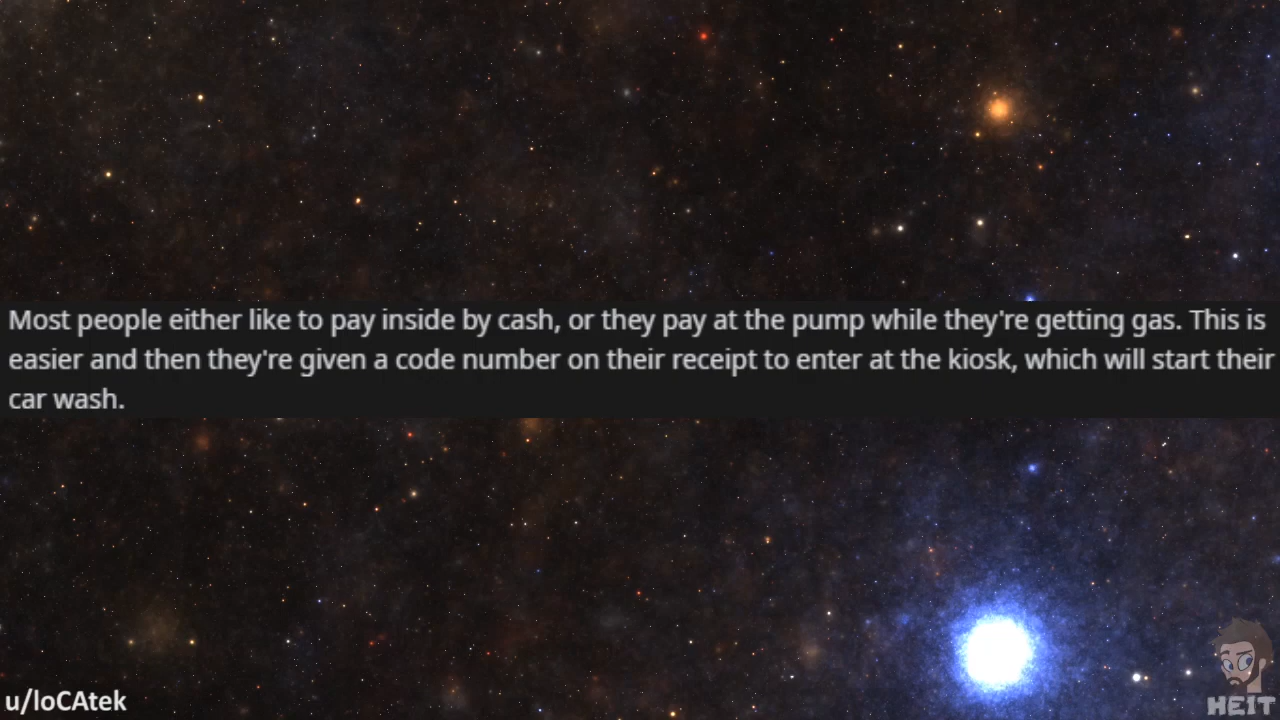 Most people either like to pay inside by cash, or they pay at the pump while they're getting gas. This is
easier and then they're given a code number on their receipt to enter at the kiosk, which will start their
car wash.
u/loCAtek
HEIT